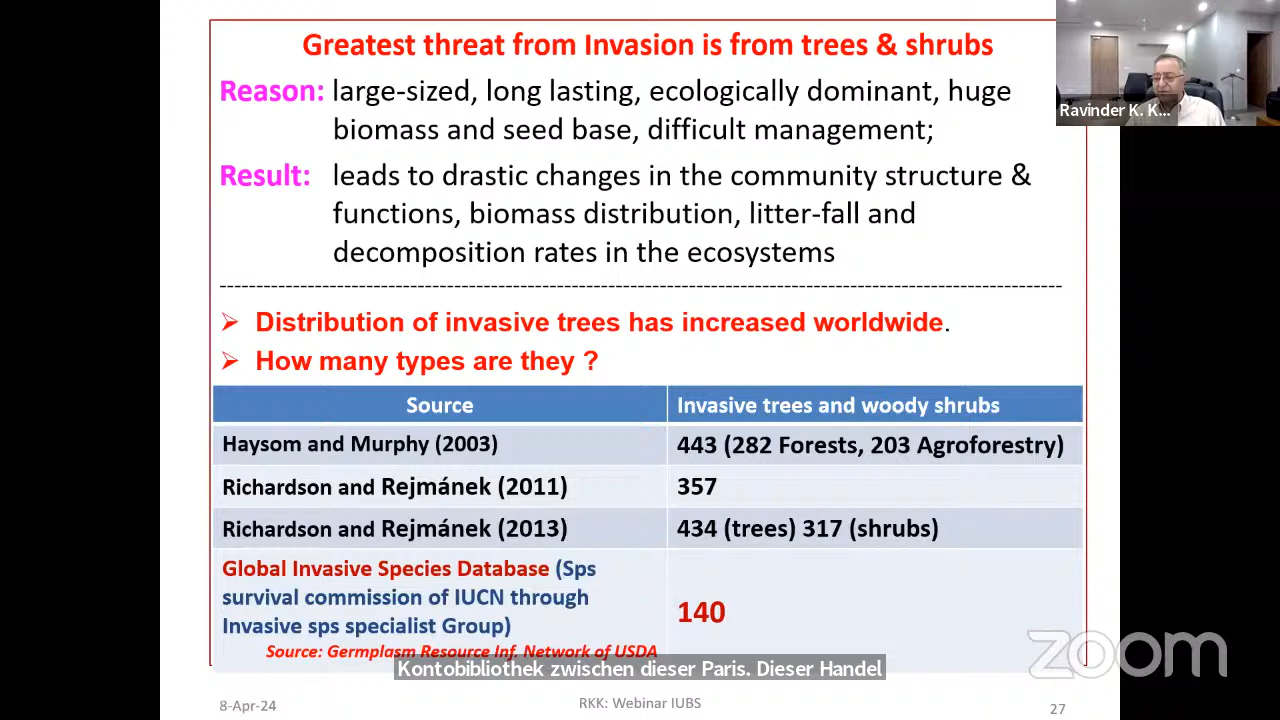 Greatest threat from Invasion is from trees & shrubs
Reason: large-sized, long lasting, ecologically dominant, huge
biomass and seed base, difficult management;
Result: leads to drastic changes in the community structure &
functions, biomass distribution, litter-fall and
decomposition rates in the ecosystems
Ravinder K. K...
➢ Distribution of invasive trees has increased worldwide.
➢ How many types are they ?
Source Invasive trees and woody shrubs
Haysom and Murphy (2003) 443 (282 Forests, 203 Agroforestry)
Richardson and Rejmánek (2011) 357
Richardson and Rejmánek (2013) 434 (trees) 317 (shrubs)
Global Invasive Species Database (Sps
survival commission of IUCN through
Invasive sps specialist Group)
140
Source: Germplasm Resource Inf. Network of USDA
Kontobibliothek zwischen dieser Paris. Dieser Handel
zoom
8-Apr-24 RKK: Webinar IUBS 27